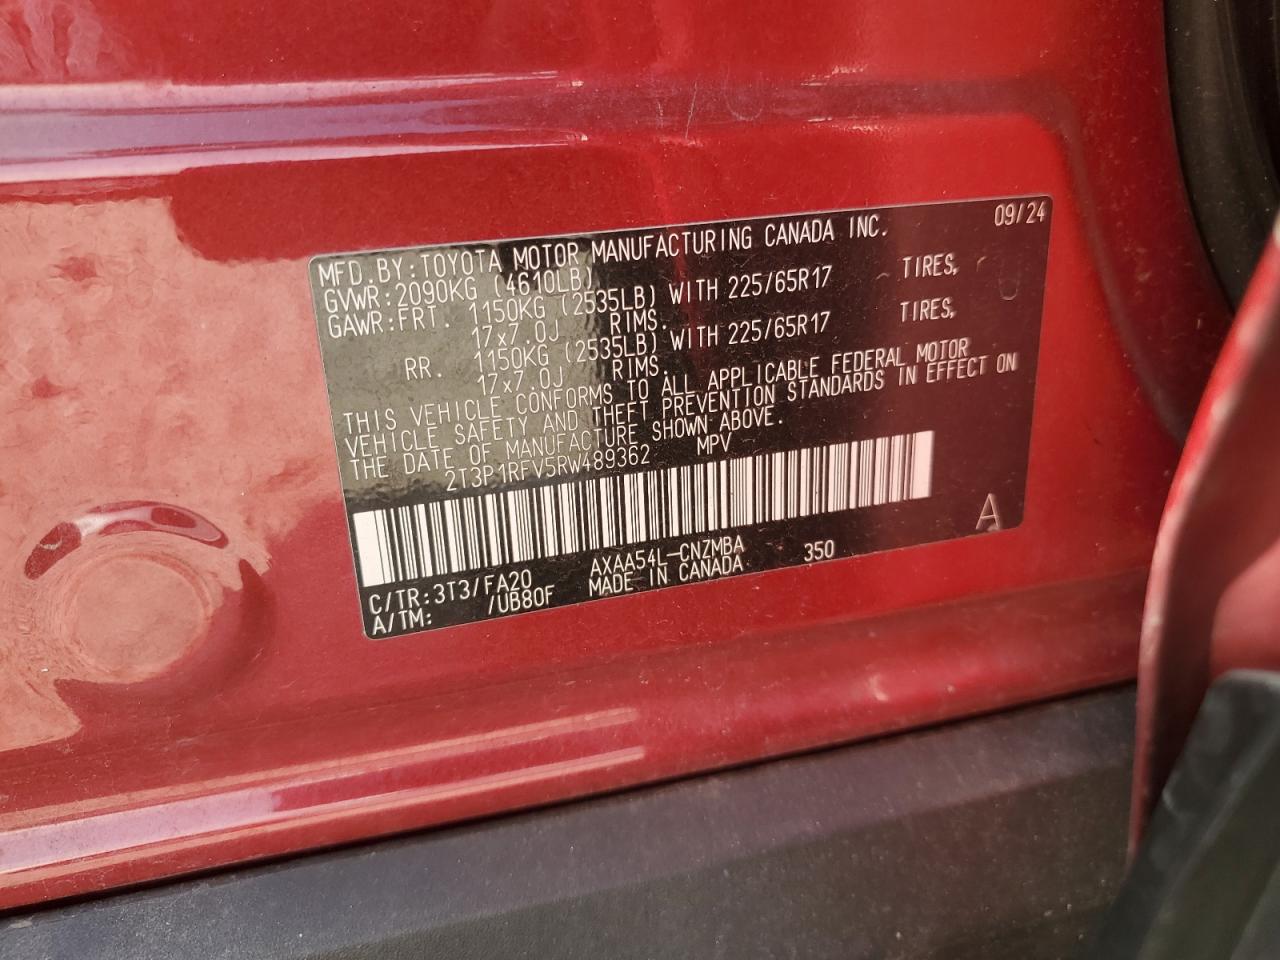 09/24
MFD.BY:TOYOTA MOTOR MANUFACTURING CANADA INC.
GVWR:2090KG (4610LB)
GAWR:FRT. 1150KG (2535LB) WITH 225/65R17 TIRES,
17x7.0J RIMS.
RR. 1150KG (2535LB) WITH 225/65R17 TIRES,
17x7.0J RIMS.
THIS VEHICLE CONFORMS TO ALL APPLICABLE FEDERAL MOTOR
VEHICLE SAFETY AND THEFT PREVENTION STANDARDS IN EFFECT ON
THE DATE OF MANUFACTURE SHOWN ABOVE.
2T3P1RFV5RW489362 MPV
A
C/TR:3T3/FA20 AXAA54L-CNZMBA 350
A/TM: /UB80F MADE IN CANADA